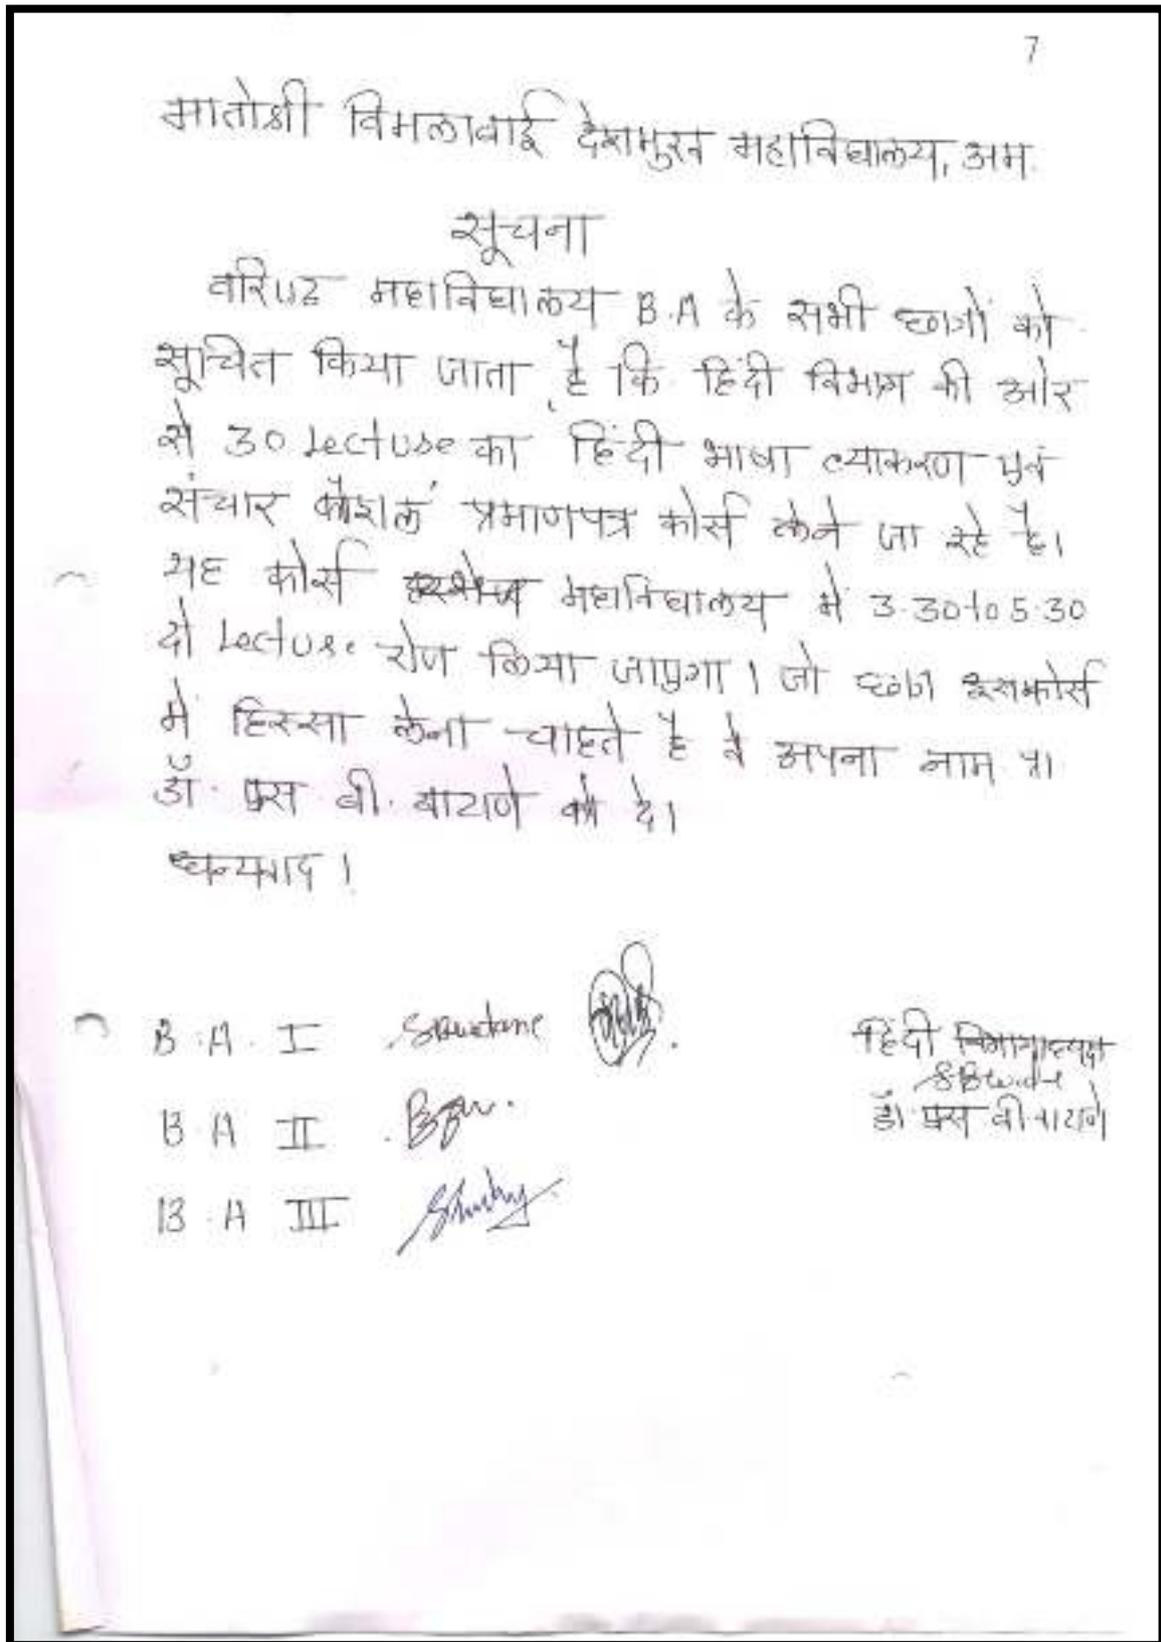 7
मातोश्री विमलाबाई देशमुख महाविद्यालय, अम.
सूचना
वरिष्ठ महाविद्यालय B.A के सभी छात्रों को
सूचित किया जाता है कि हिंदी विभाग की ओर
से 30 Lecture का हिंदी भाषा व्याकरण एवं
संचार कौशल प्रमाणपत्र कोर्स लेने जा रहे है।
यह कोर्स महाविद्यालय में 3.30 to 5.30
दो Lecture रोज लिया जाएगा। जो छात्र इस कोर्स
में हिस्सा लेना चाहते है वे अपना नाम प्रा
डॉ. एस. वी. वाटाणे को दे।
धन्यवाद।
B.A. I
हिंदी विभागाध्यक्ष
B.A II
डॉ. एस वी वाटाणे
B.A III